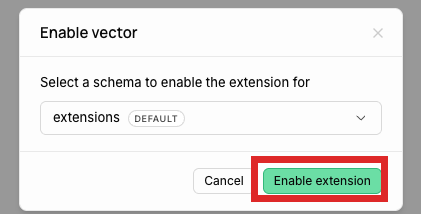 Enable vector
Select a schema to enable the extension for
extensions DEFAULT
Cancel Enable extension